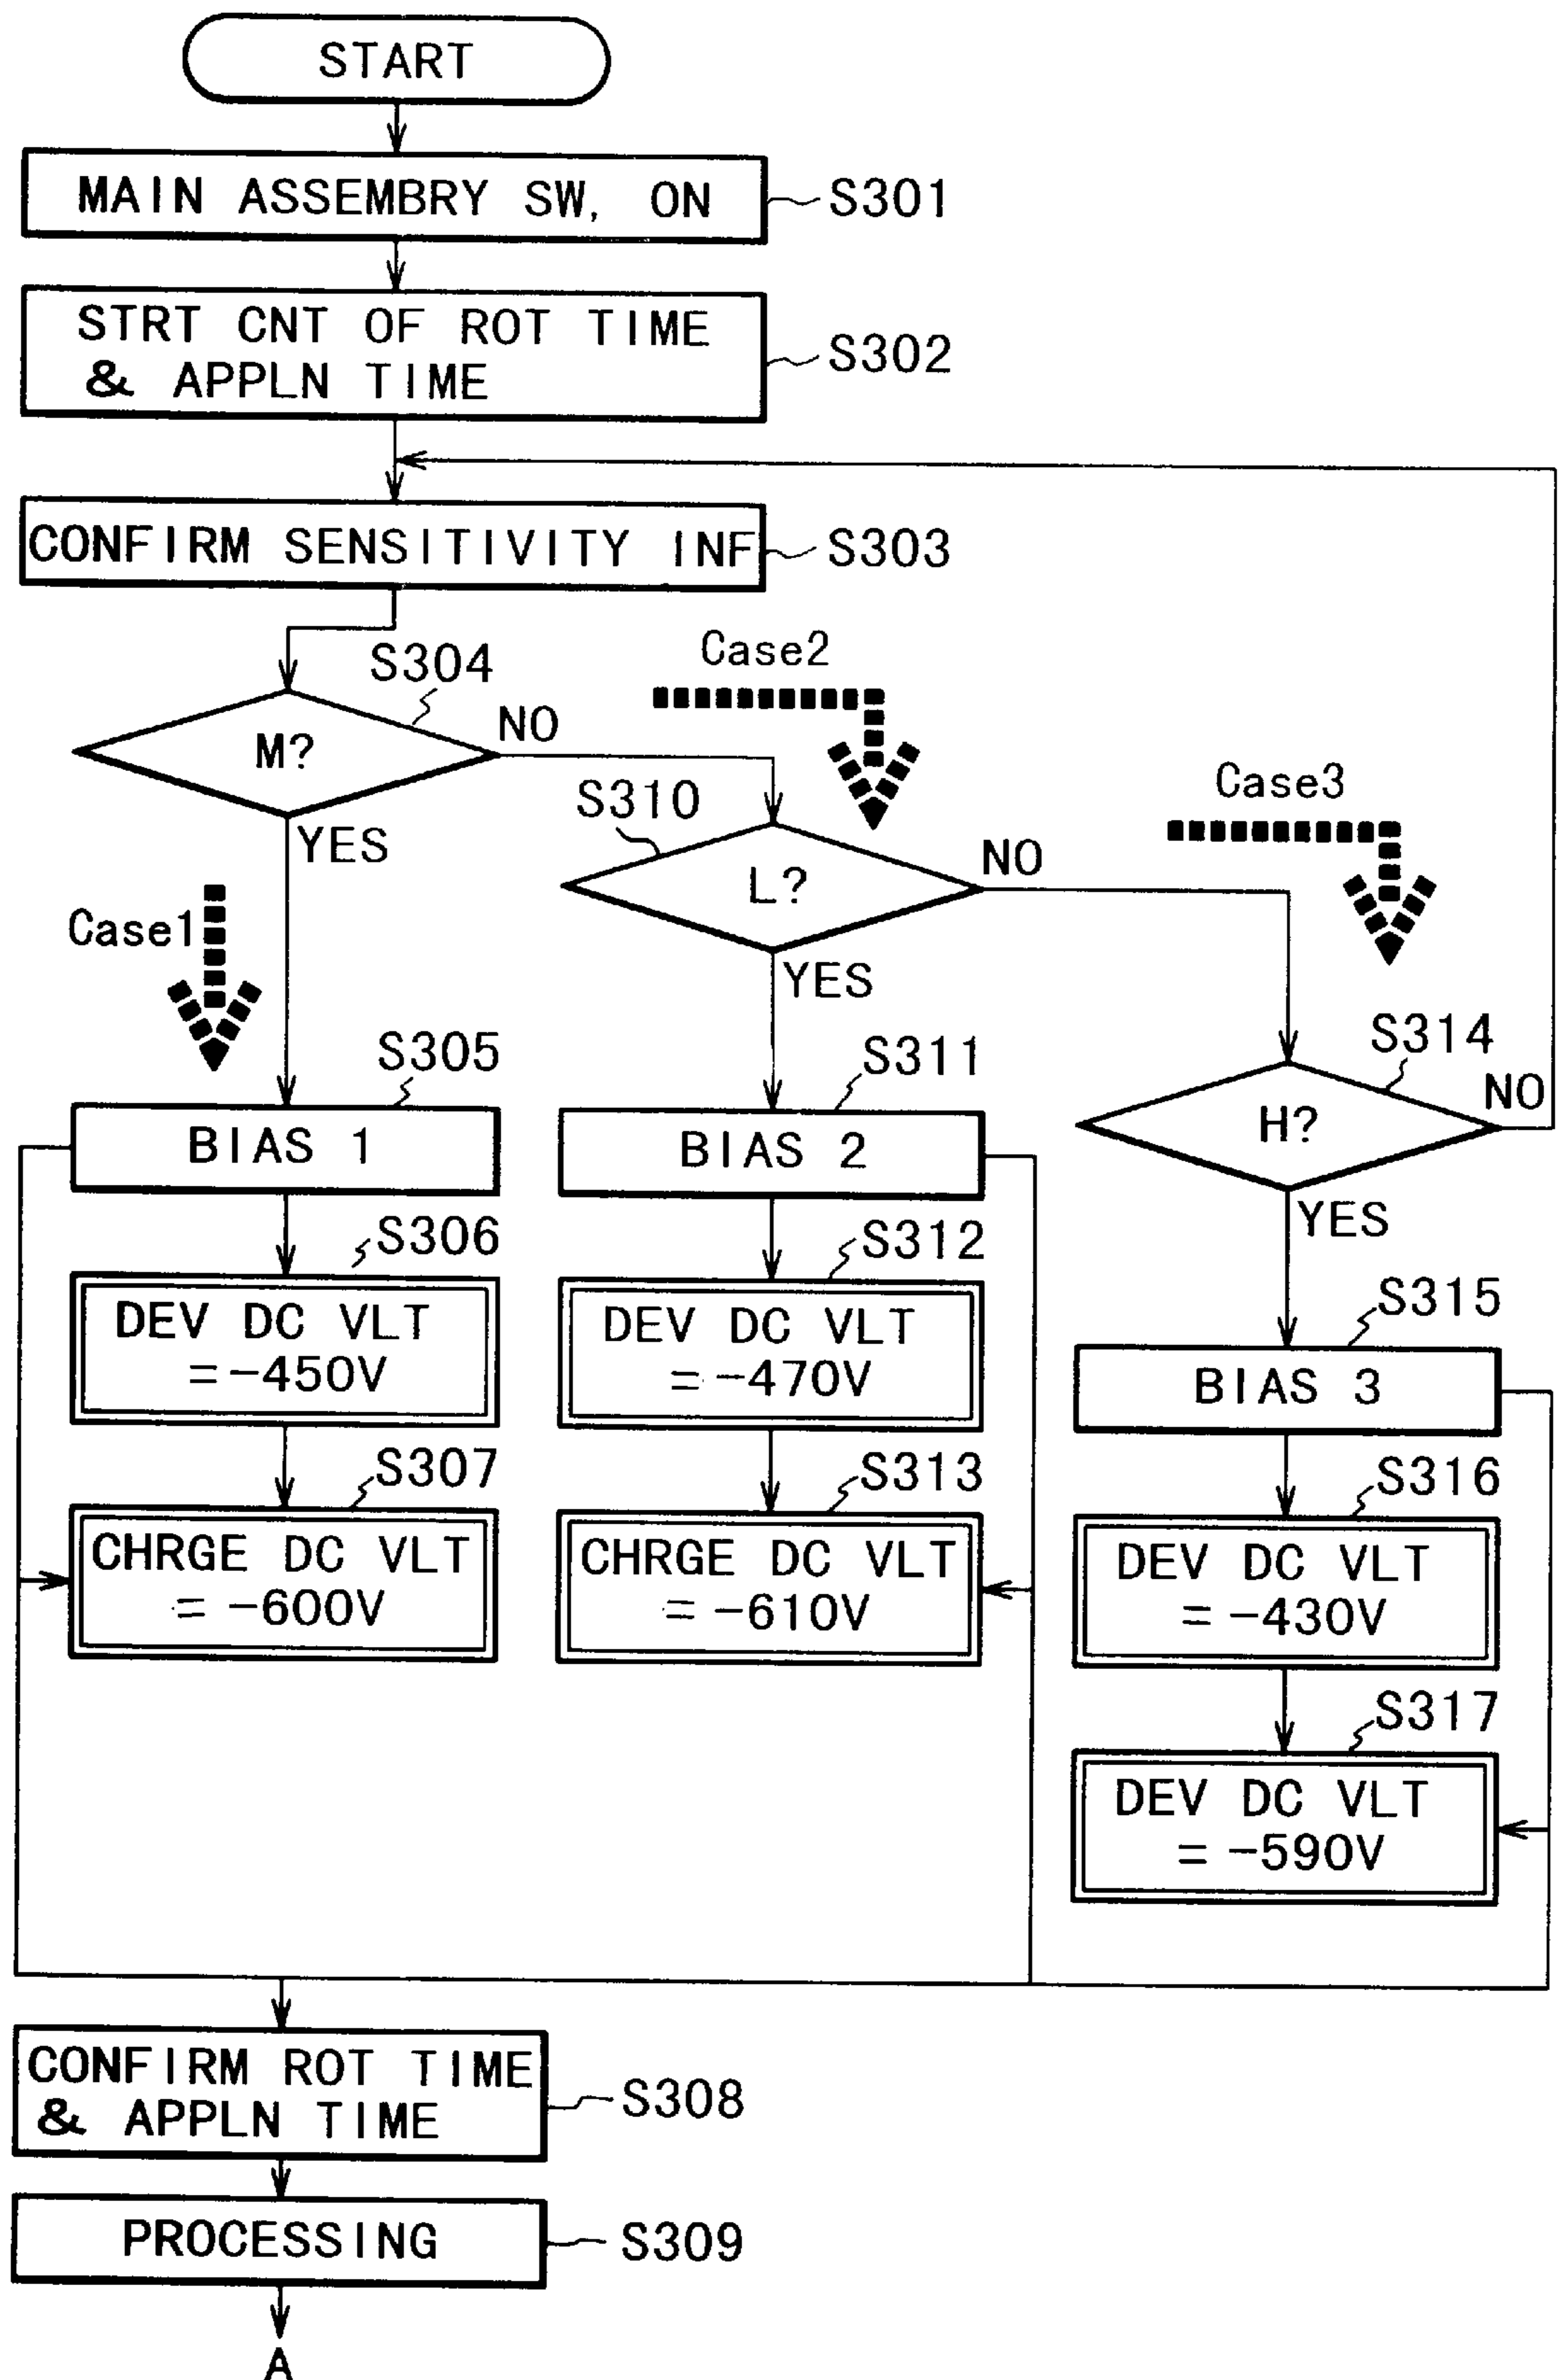 START
MAIN ASSEMBRY SW, ON
S301
STRT CNT OF ROT TIME
& APPLN TIME
S302
CONFIRM SENSITIVITY INF
S303
S304
M?
NO
YES
Case1
Case2
S310
L?
NO
YES
Case3
S314
H?
NO
YES
S305
BIAS 1
S306
DEV DC VLT
=-450V
S307
CHRGE DC VLT
= -600V
S311
BIAS 2
S312
DEV DC VLT
= -470V
S313
CHRGE DC VLT
= -610V
S315
BIAS 3
S316
DEV DC VLT
= -430V
S317
DEV DC VLT
= -590V
CONFIRM ROT TIME
& APPLN TIME
S308
PROCESSING
S309
A